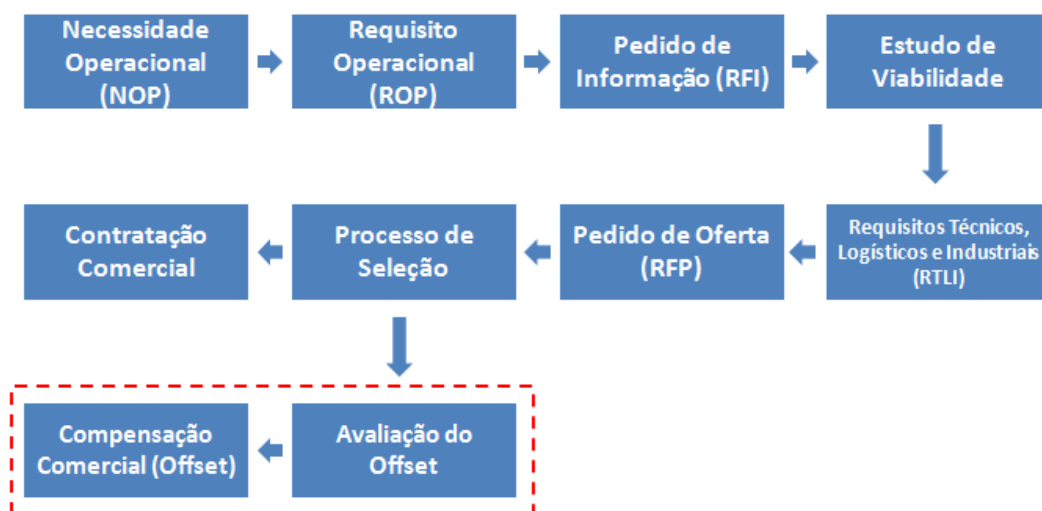 Necessidade
Operacional
(NOP)
Requisito
Operacional
(ROP)
Pedido de
Informação (RFI)
Estudo de
Viabilidade
Contratação
Comercial
Processo de
Seleção
Pedido de Oferta
(RFP)
Requisitos Técnicos,
Logísticos e Industriais
(RTLI)
Compensação
Comercial (Offset)
Avaliação do
Offset